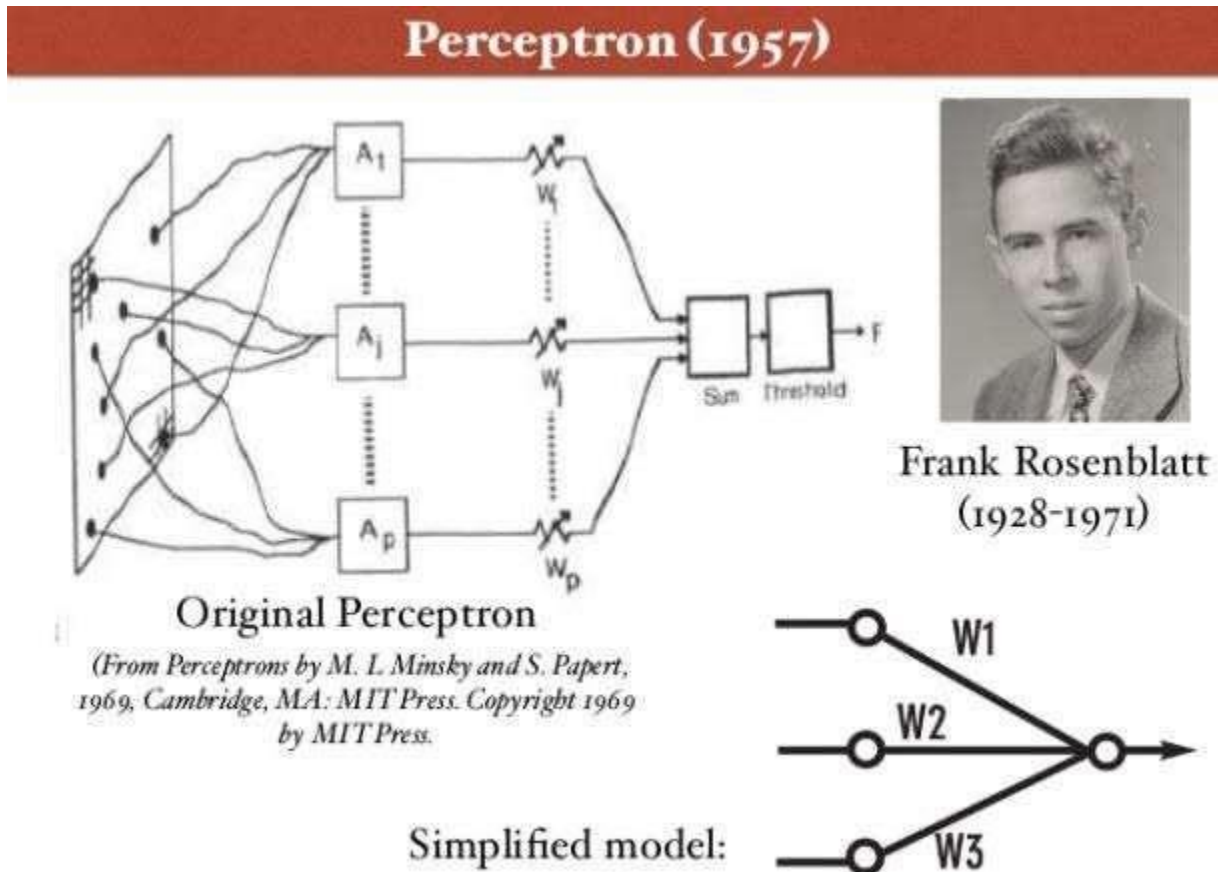 Perceptron (1957)
A1
Wi
Aj
Wj
Sum Threshold
F
Ap
Wp
Frank Rosenblatt
(1928-1971)
Original Perceptron
(From Perceptrons by M. L Minsky and S. Papert,
1969, Cambridge, MA: MIT Press. Copyright 1969
by MIT Press.
W1
W2
Simplified model:
W3